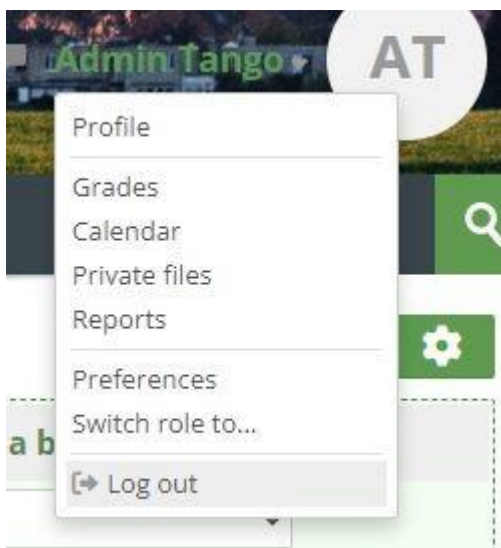 Admin Tango
AT
Profile
Grades
Calendar
Private files
Reports
Preferences
Switch role to...
a b
Log out